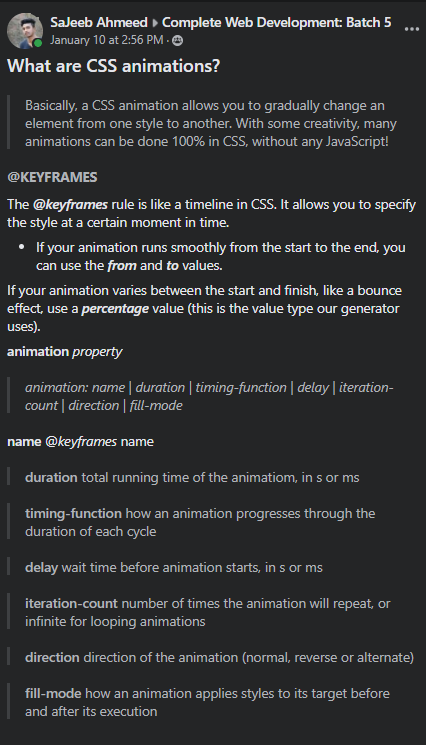 SaJeeb Ahmeed ▸ Complete Web Development: Batch 5
January 10 at 2:56 PM ·
What are CSS animations?
Basically, a CSS animation allows you to gradually change an
element from one style to another. With some creativity, many
animations can be done 100% in CSS, without any JavaScript!
@KEYFRAMES
The @keyframes rule is like a timeline in CSS. It allows you to specify
the style at a certain moment in time.
• If your animation runs smoothly from the start to the end, you
can use the from and to values.
If your animation varies between the start and finish, like a bounce
effect, use a percentage value (this is the value type our generator
uses).
animation property
animation: name | duration | timing-function | delay | iteration-
count | direction | fill-mode
name @keyframes name
duration total running time of the animatiom, in s or ms
timing-function how an animation progresses through the
duration of each cycle
delay wait time before animation starts, in s or ms
iteration-count number of times the animation will repeat, or
infinite for looping animations
direction direction of the animation (normal, reverse or alternate)
fill-mode how an animation applies styles to its target before
and after its execution